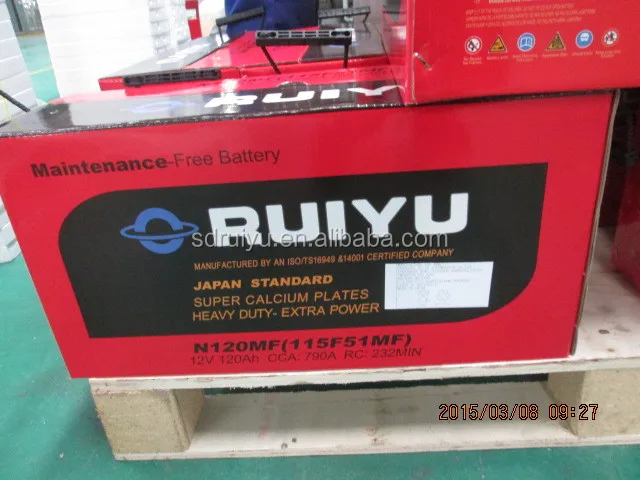 RUIYU
Maintenance-Free Battery
RUIYU
sdruiyu.en.alibaba.com
MANUFACTURED BY AN ISO/TS16949 &14001 CERTIFIED COMPANY
JAPAN STANDARD
SUPER CALCIUM PLATES
HEAVY DUTY- EXTRA POWER
N120MF(115F51MF)
12V 120Ah CCA: 790A RC: 232MIN
2015/03/08 09:27